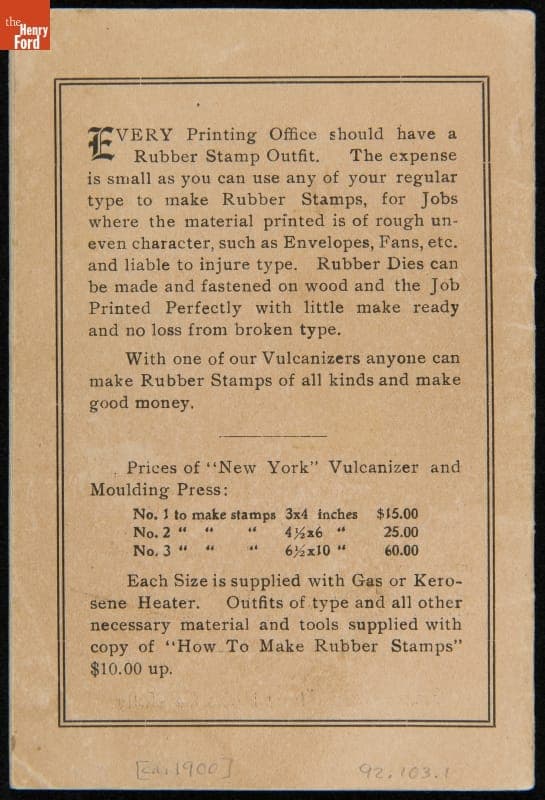 the
Henry
Ford
EVERY Printing Office should have a
Rubber Stamp Outfit. The expense
is small as you can use any of your regular
type to make Rubber Stamps, for Jobs
where the material printed is of rough un-
even character, such as Envelopes, Fans, etc.
and liable to injure type. Rubber Dies can
be made and fastened on wood and the Job
Printed Perfectly with little make ready
and no loss from broken type.
With one of our Vulcanizers anyone can
make Rubber Stamps of all kinds and make
good money.
Prices of "New York" Vulcanizer and
Moulding Press:
No. 1 to make stamps 3x4 inches $15.00
No. 2 " " " 4½x6 " 25.00
No. 3 " " " 6½x10 " 60.00
Each Size is supplied with Gas or Kero-
sene Heater. Outfits of type and all other
necessary material and tools supplied with
copy of "How To Make Rubber Stamps"
$10.00 up.
[ca. 1900] 92.103.1